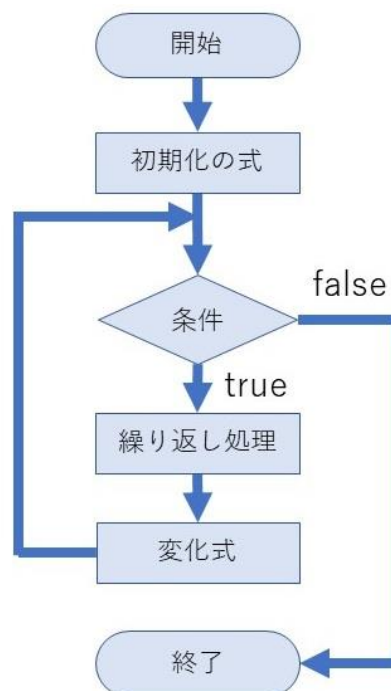 開始
初期化の式
条件
false
true
繰り返し処理
変化式
終了